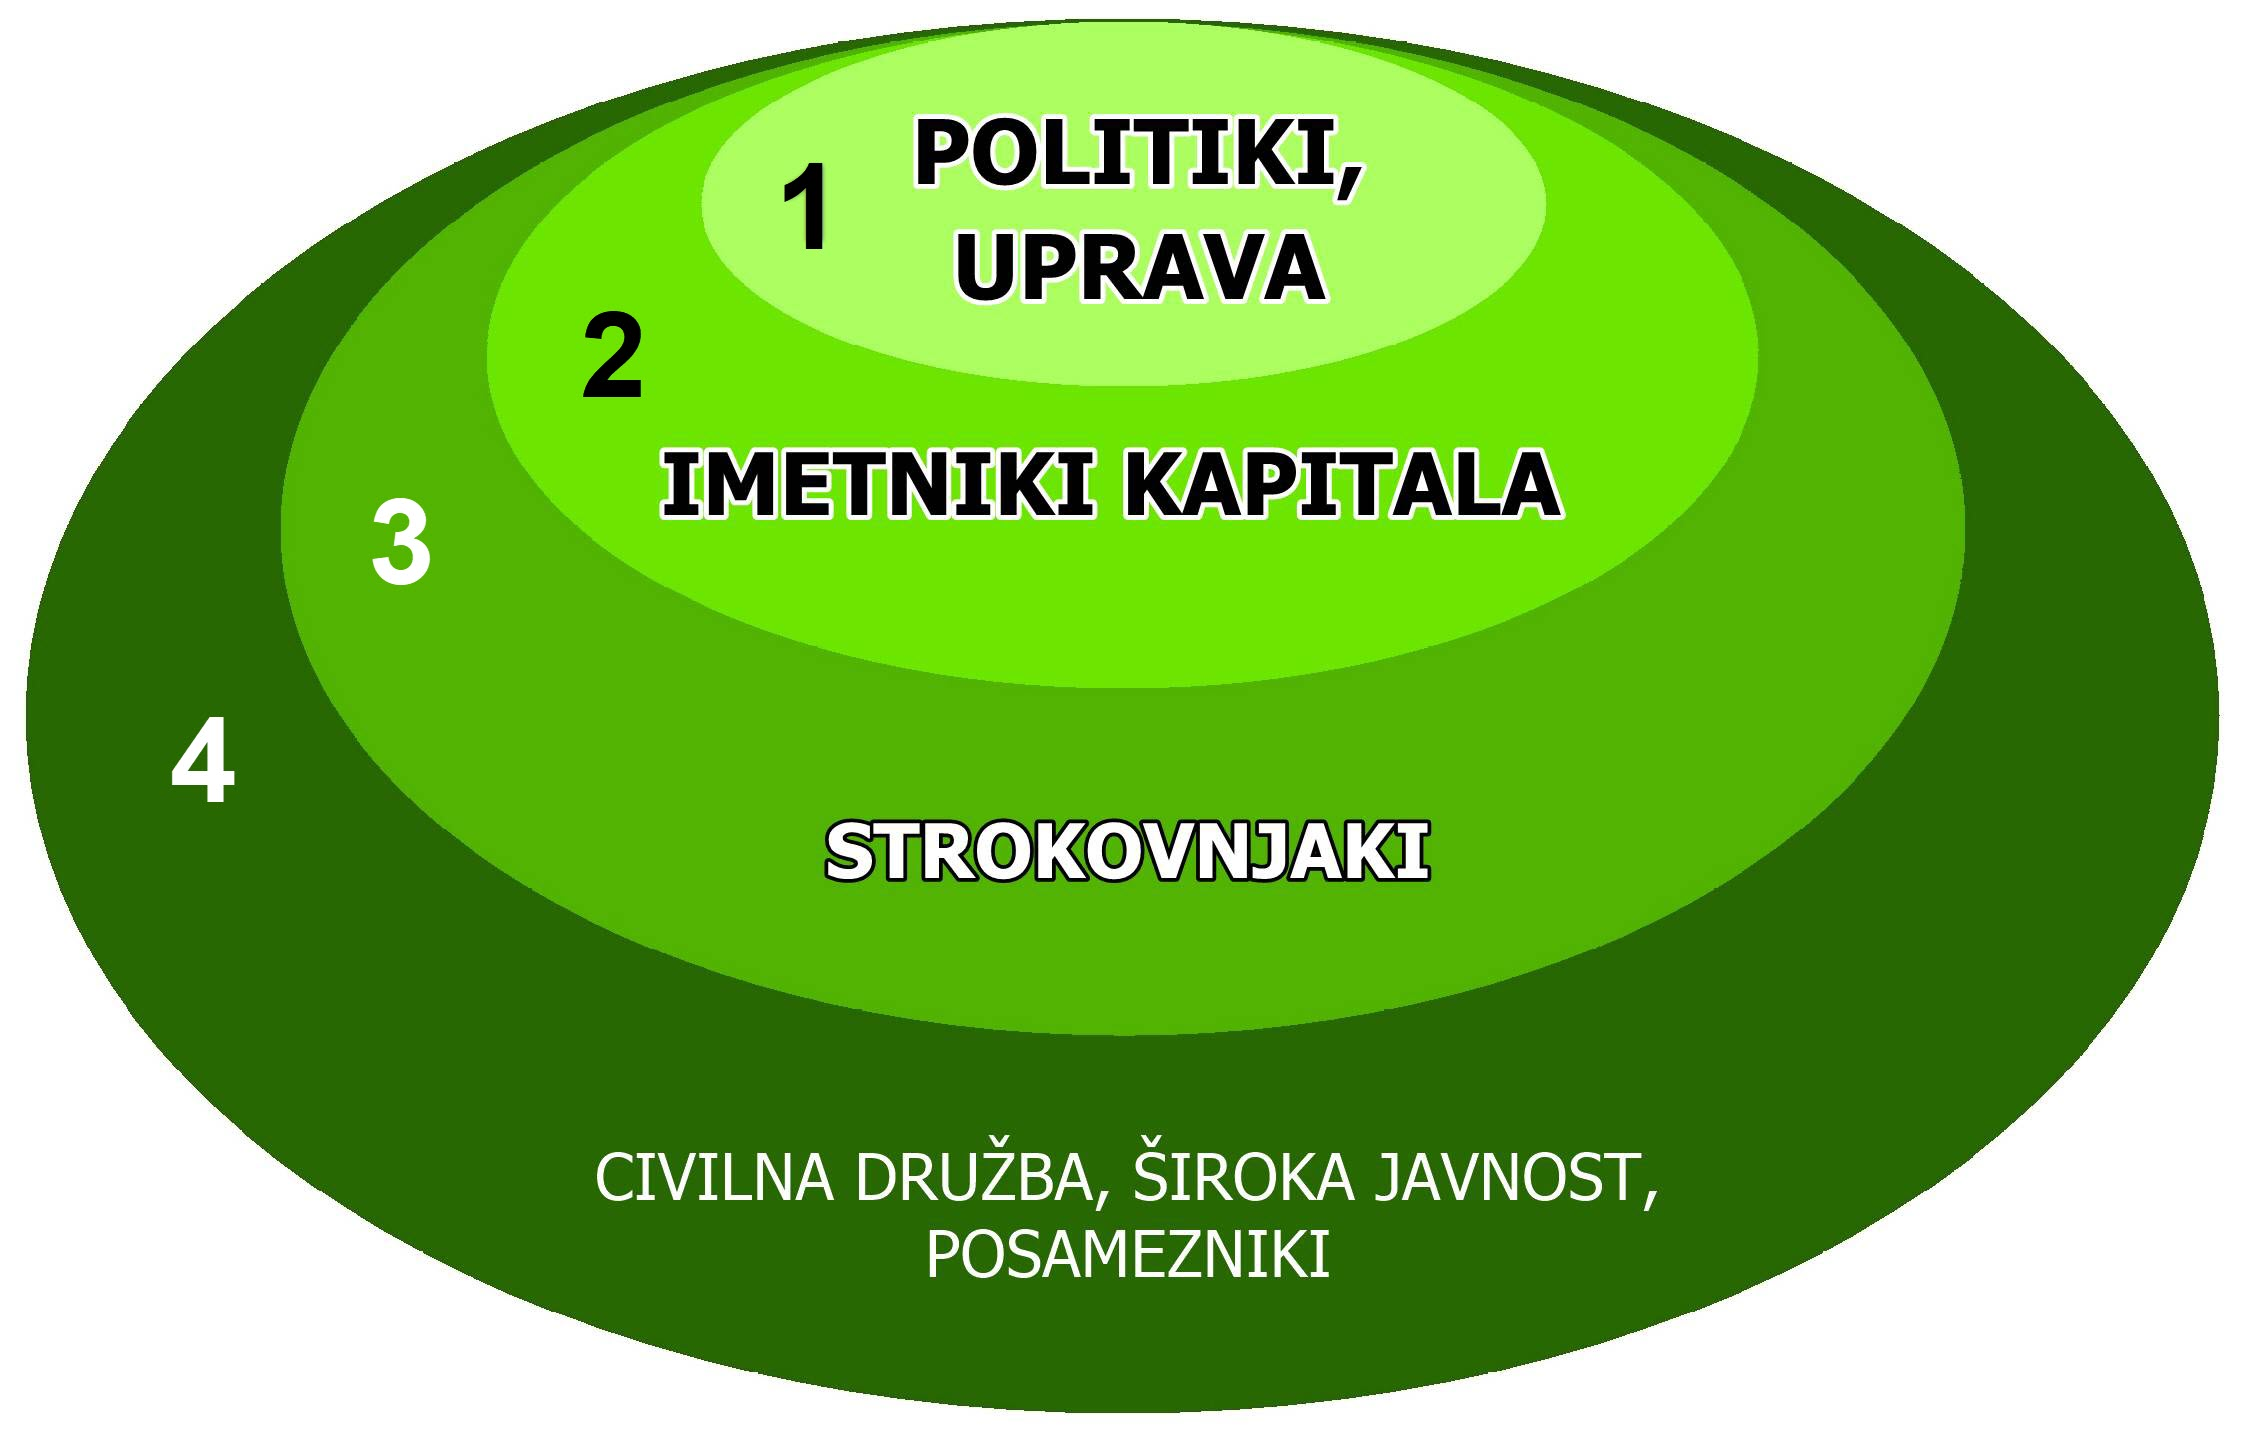 1
POLITIKI,
UPRAVA
2
IMETNIKI KAPITALA
3
STROKOVNJAKI
4
CIVILNA DRUŽBA, ŠIROKA JAVNOST,
POSAMEZNIKI